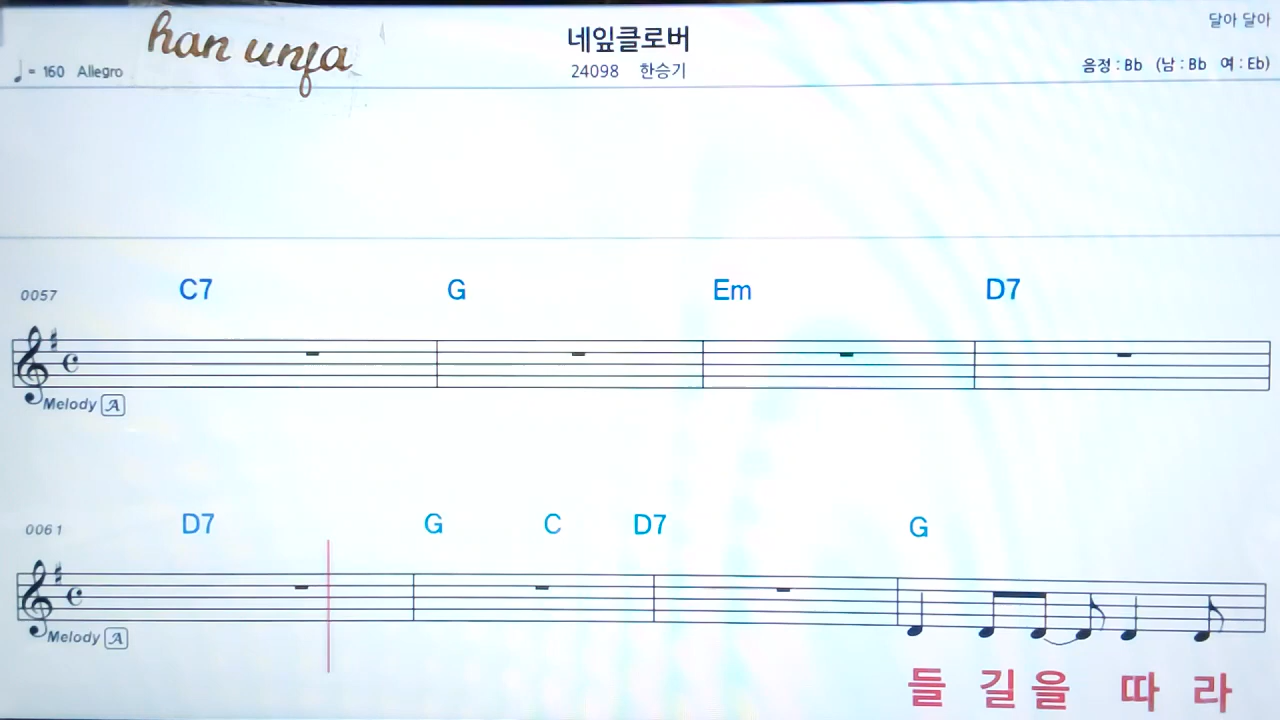 han unfa
네잎클로버
달아 달아
= 160 Allegro
24098 한승기
음정 : Bb (남 : Bb 여 : Eb)
0057 C7 G Em D7
Melody A
0061 D7 G C D7 G
Melody A
들 길 을 따 라